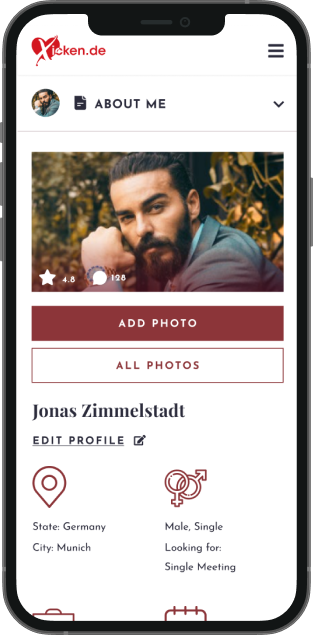 Xicken.de
ABOUT ME
4.8 128
ADD PHOTO
ALL PHOTOS
Jonas Zimmelstadt
EDIT PROFILE
State: Germany
Male, Single
City: Munich
Looking for:
Single Meeting